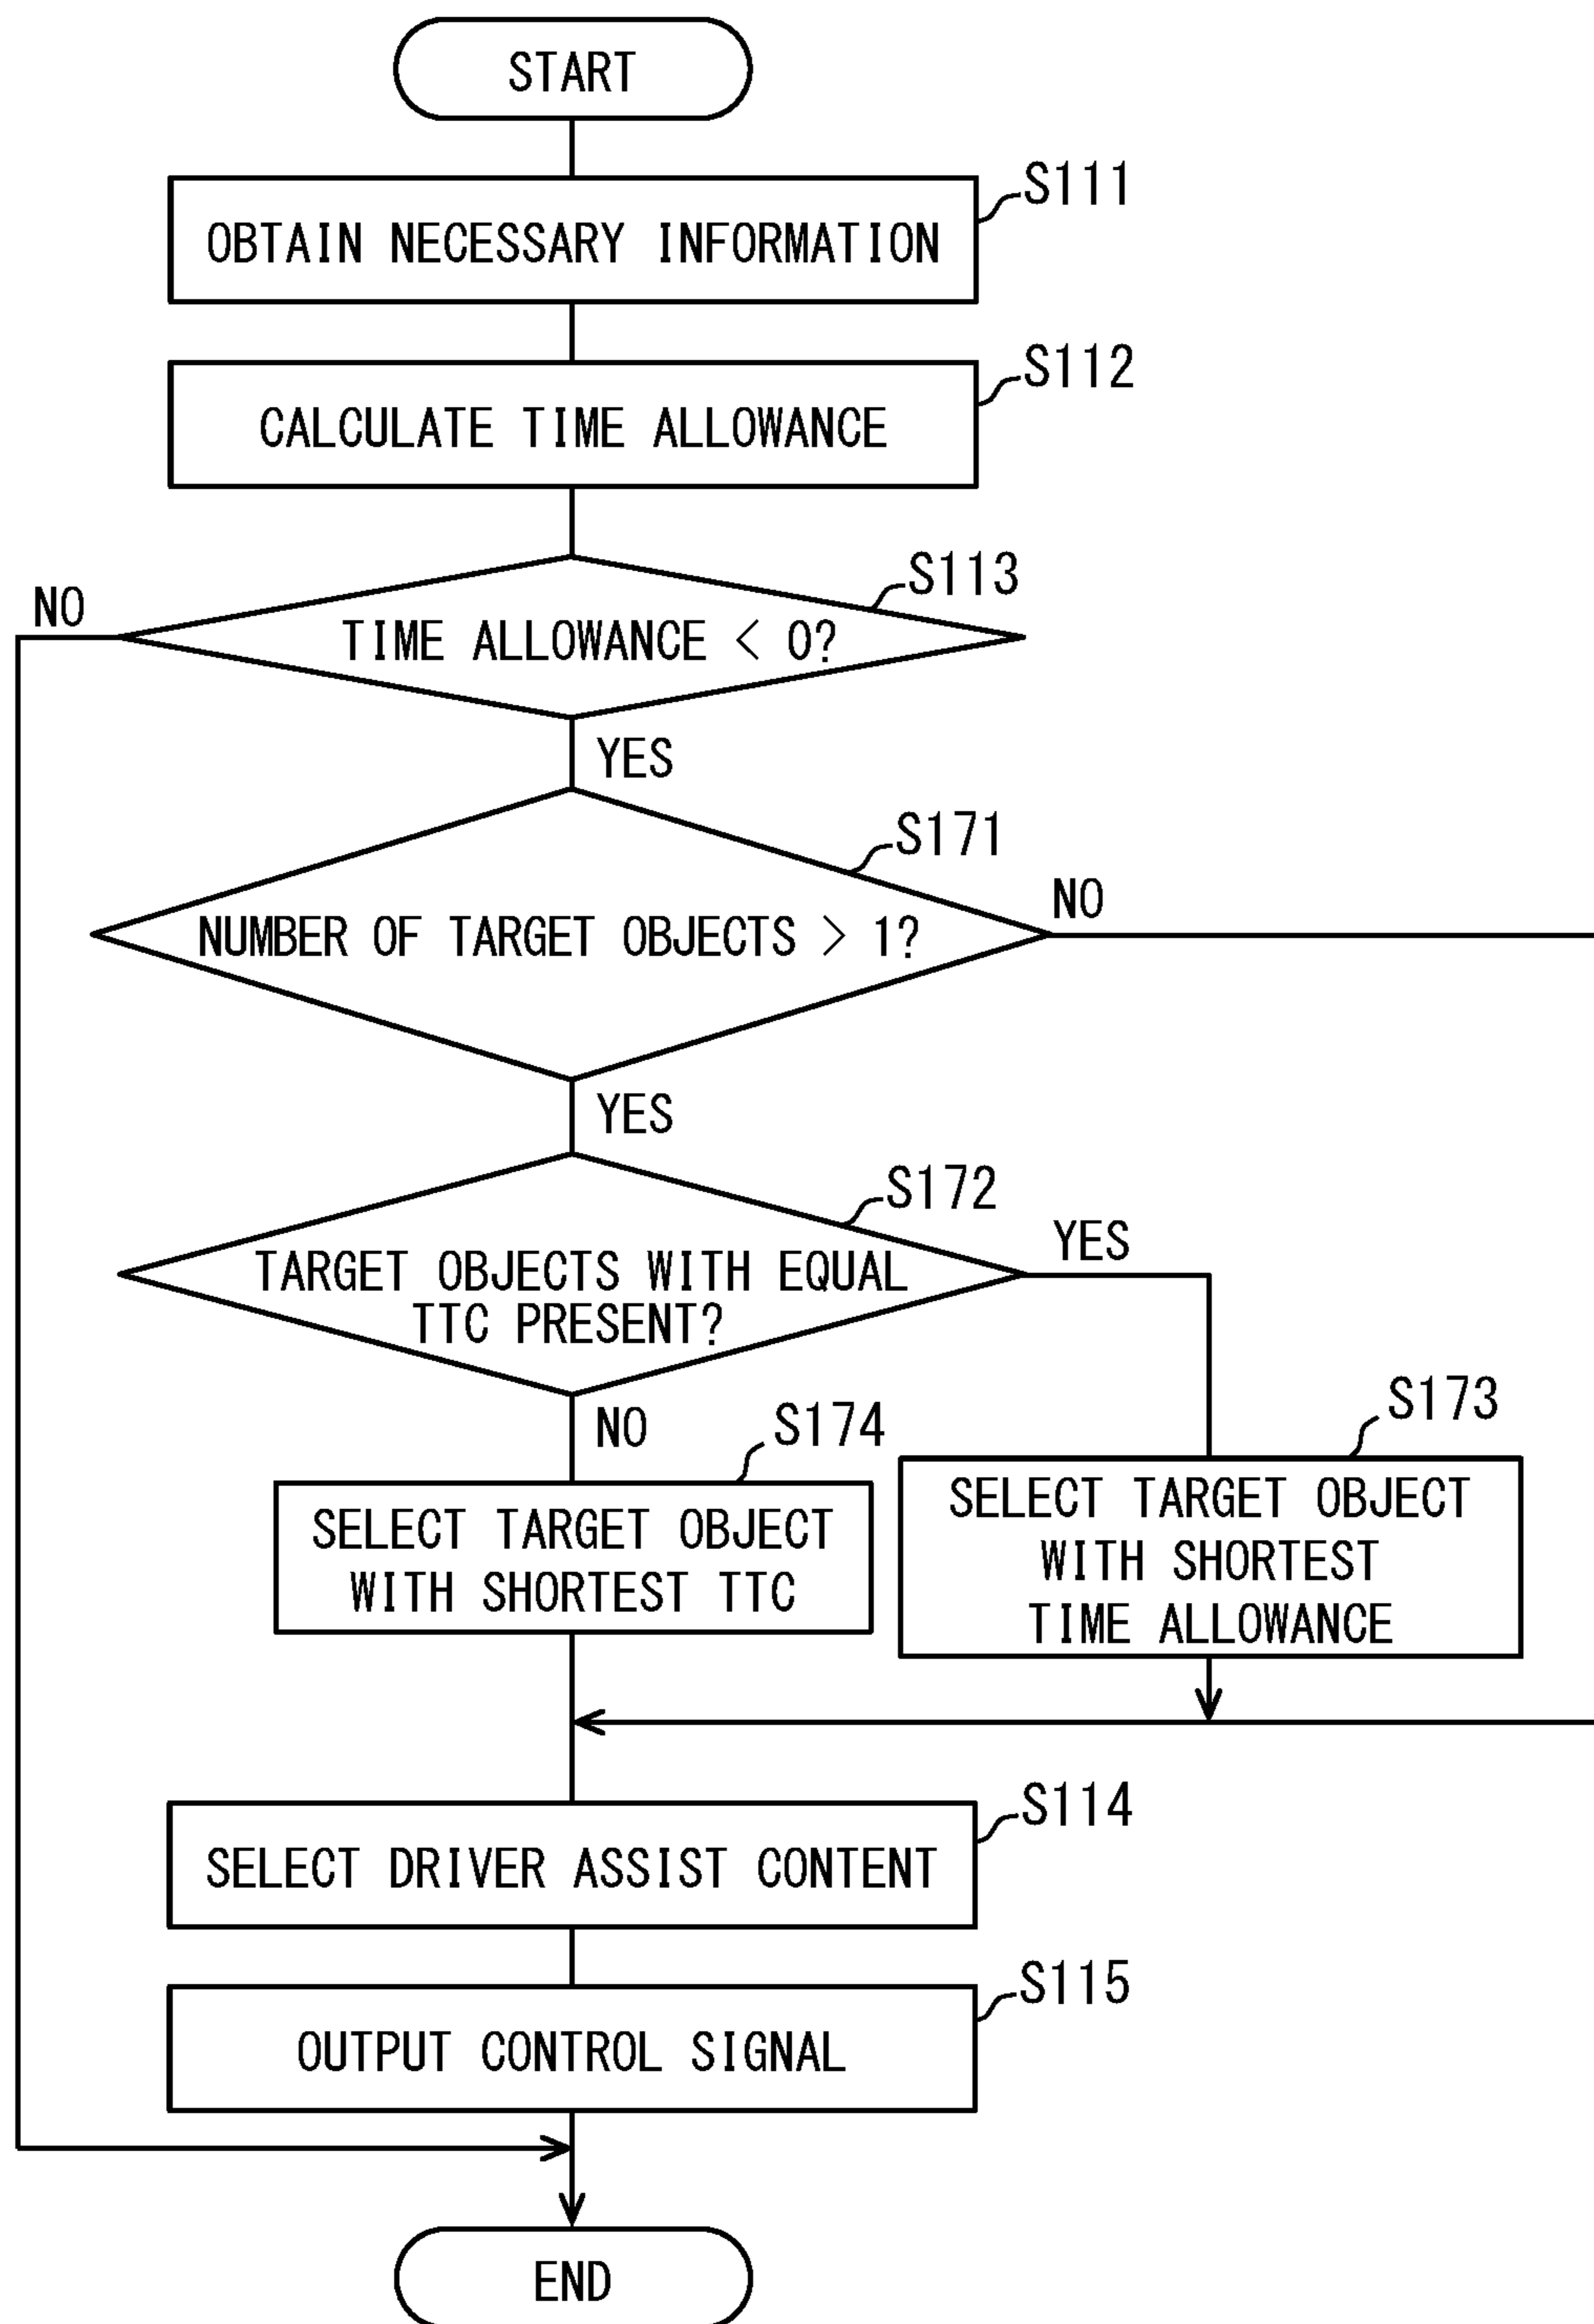 START
S111
OBTAIN NECESSARY INFORMATION
S112
CALCULATE TIME ALLOWANCE
S113
NO
TIME ALLOWANCE < 0?
YES
S171
NO
NUMBER OF TARGET OBJECTS > 1?
YES
S172
YES
TARGET OBJECTS WITH EQUAL
TTC PRESENT?
NO
S174
SELECT TARGET OBJECT
WITH SHORTEST TTC
S173
SELECT TARGET OBJECT
WITH SHORTEST
TIME ALLOWANCE
S114
SELECT DRIVER ASSIST CONTENT
S115
OUTPUT CONTROL SIGNAL
END